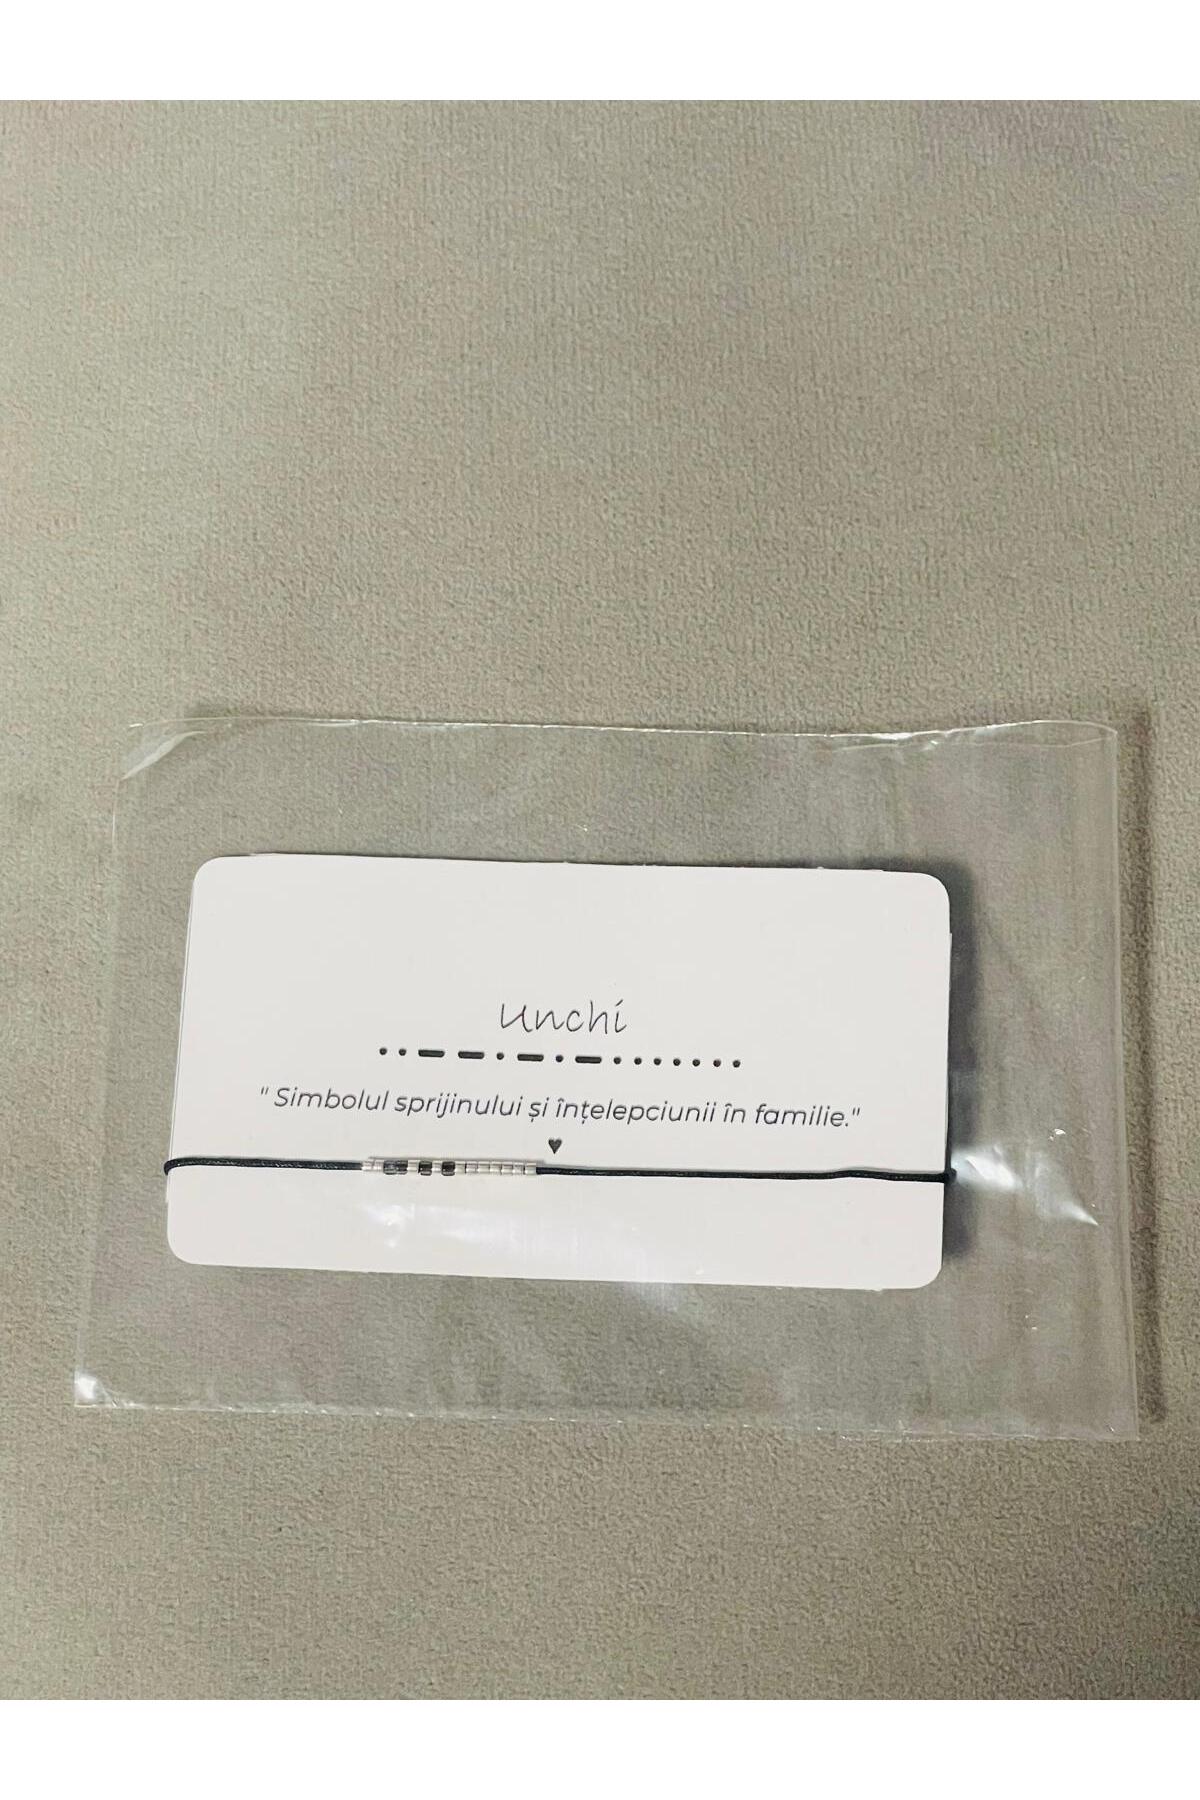 Unchi
•• — — • — • — •••••••
" Simbolul sprijinului și înțelepciunii în familie."
♥